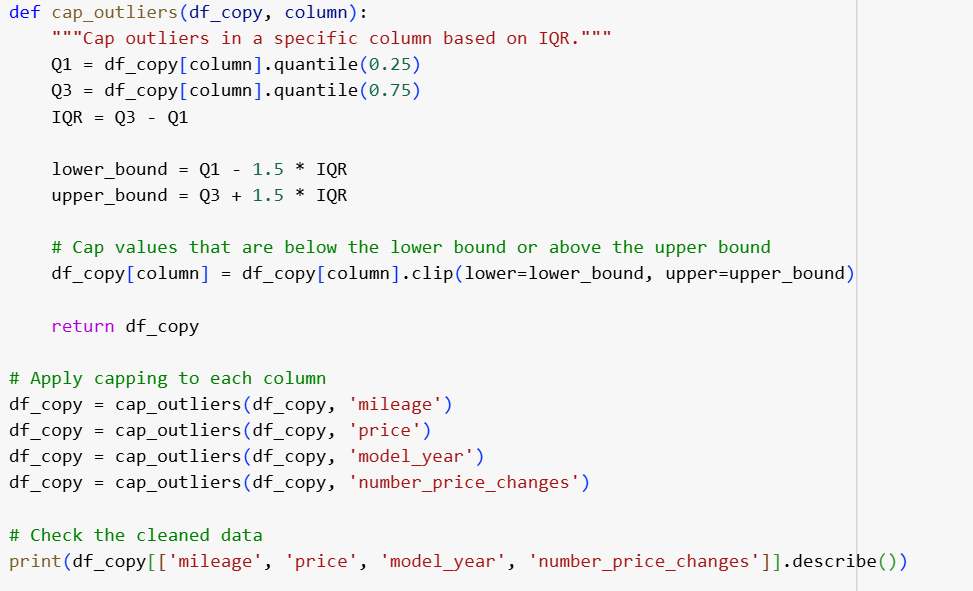 def cap_outliers(df_copy, column):
    """Cap outliers in a specific column based on IQR."""
    Q1 = df_copy[column].quantile(0.25)
    Q3 = df_copy[column].quantile(0.75)
    IQR = Q3 - Q1

    lower_bound = Q1 - 1.5 * IQR
    upper_bound = Q3 + 1.5 * IQR

    # Cap values that are below the lower bound or above the upper bound
    df_copy[column] = df_copy[column].clip(lower=lower_bound, upper=upper_bound)

    return df_copy

# Apply capping to each column
df_copy = cap_outliers(df_copy, 'mileage')
df_copy = cap_outliers(df_copy, 'price')
df_copy = cap_outliers(df_copy, 'model_year')
df_copy = cap_outliers(df_copy, 'number_price_changes')

# Check the cleaned data
print(df_copy[['mileage', 'price', 'model_year', 'number_price_changes']].describe())